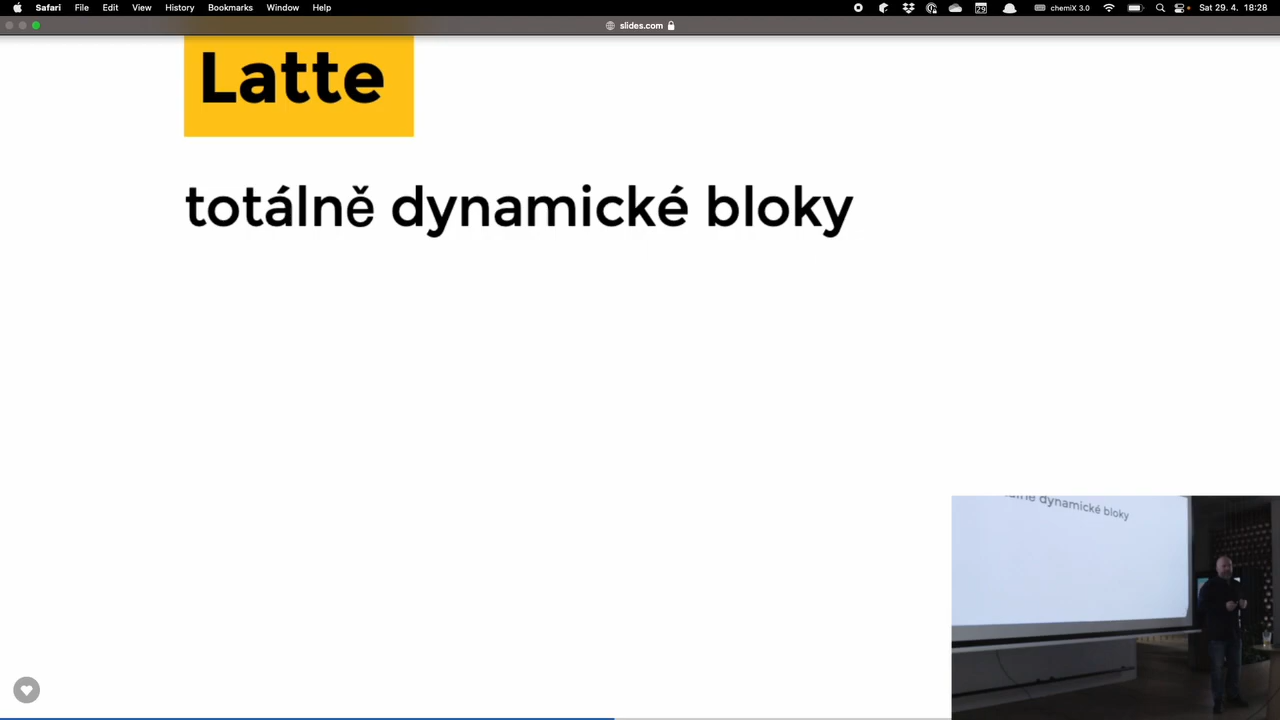 Safari File Edit View History Bookmarks Window Help 29 chemiX 3.0 Sat 29. 4. 18:28
slides.com
Latte
totálně dynamické bloky
dynamické bloky